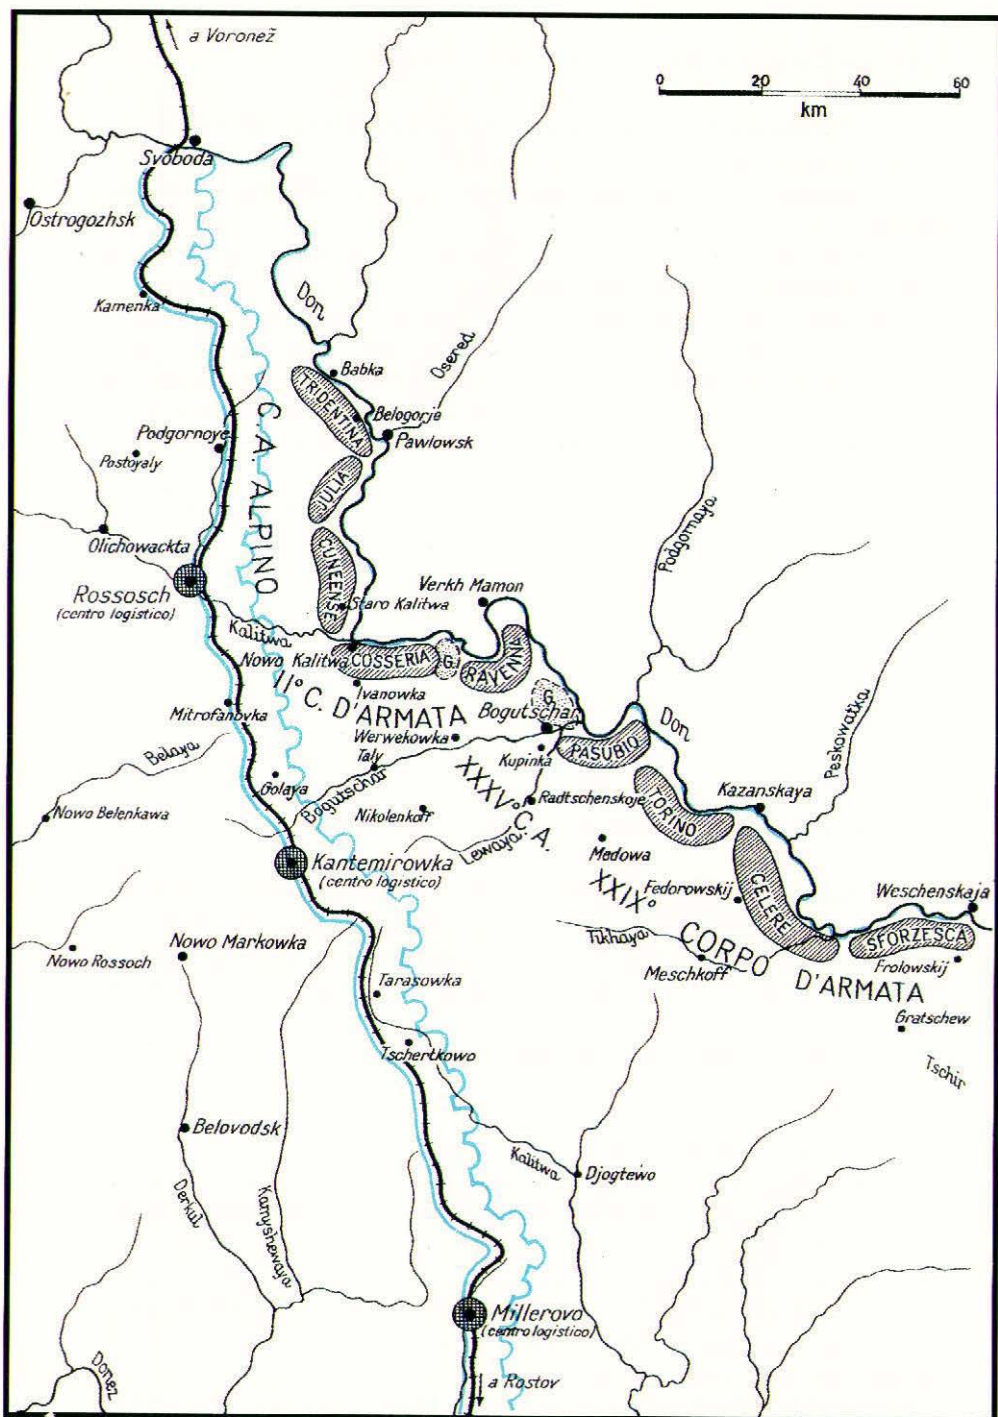 a Voronež
0 20 40 60
km
Svoboda
Ostrogozhsk
Kamenka
Don
Osered
Babka
TRIDENTINA
Belogorje
Pawlowsk
Podgornoye
Postoyaly
C.A. ALPINO
JULIA
Olichowackta
CUNEENSE
Podgornaya
Rossosch
(centro logistico)
Verkh Mamon
Staro Kalitwa
Kalitwa
Nowo Kalitwa
COSSERIA
G.
RAVENNA
II° C. D'ARMATA
Ivanowka
G.
Bogutschar
Don
Mitrofanovka
Werwekowka
PASUBIO
Peskowatka
Belaya
Taly
Kupinka
Golaya
Bogutschar
XXXV° C.A.
Radtschenskoje
TORINO
Kazanskaya
Nowo Belenkawa
Nikolenkoff
Lewaya
Medowa
Kantemirowka
(centro logistico)
XXIX°
Fedorowskij
CELERE
Weschenskaja
Nowo Markowka
Nowo Rossoch
Tikhaya
CORPO
D'ARMATA
SFORZESCA
Meschkoff
Frolowskij
Tarasowka
Gratschew
Tschertkowo
Tschir
Belovodsk
Kalitwa
Djogtewo
Derkul
Kamyshewaya
Millerovo
(centro logistico)
Donez
a Rostov